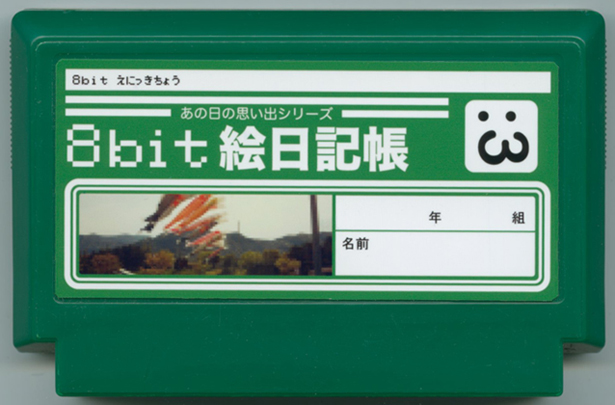 8bit えにっきちょう
あの日の思い出シリーズ
8bit 絵日記帳
:3
年 組
名前